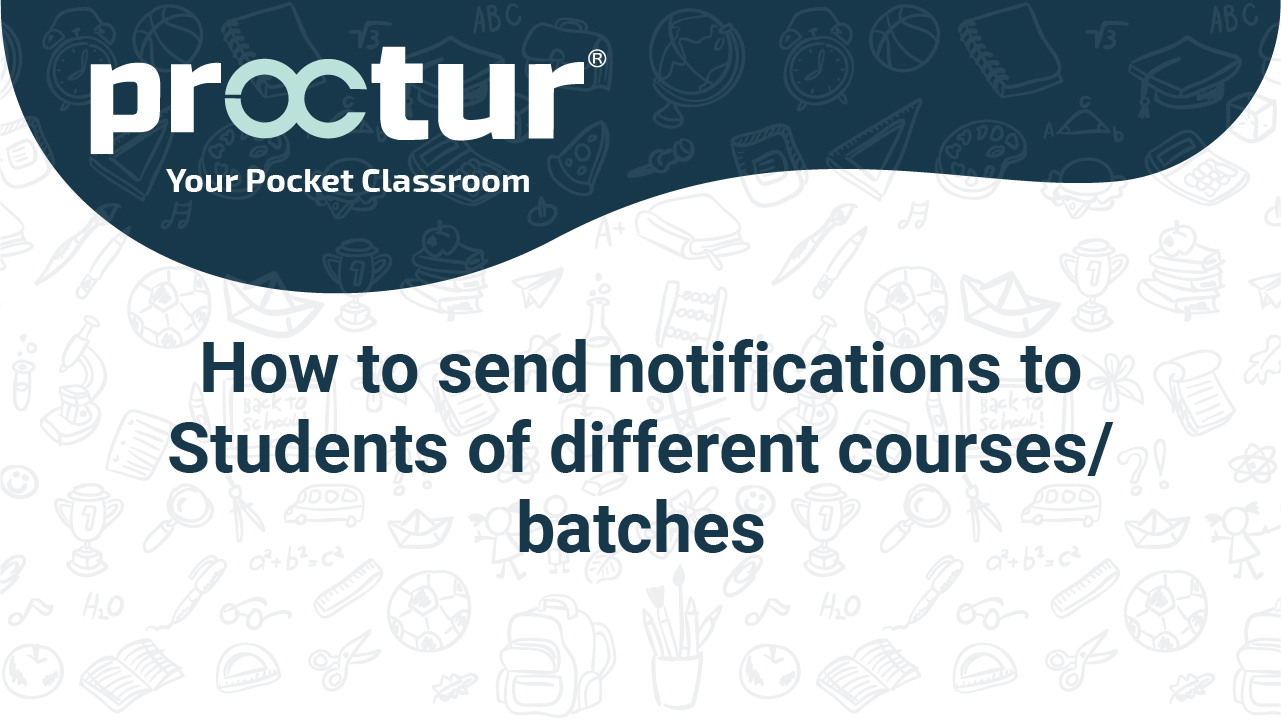 proctur®
Your Pocket Classroom
How to send notifications to
Students of different courses/
batches